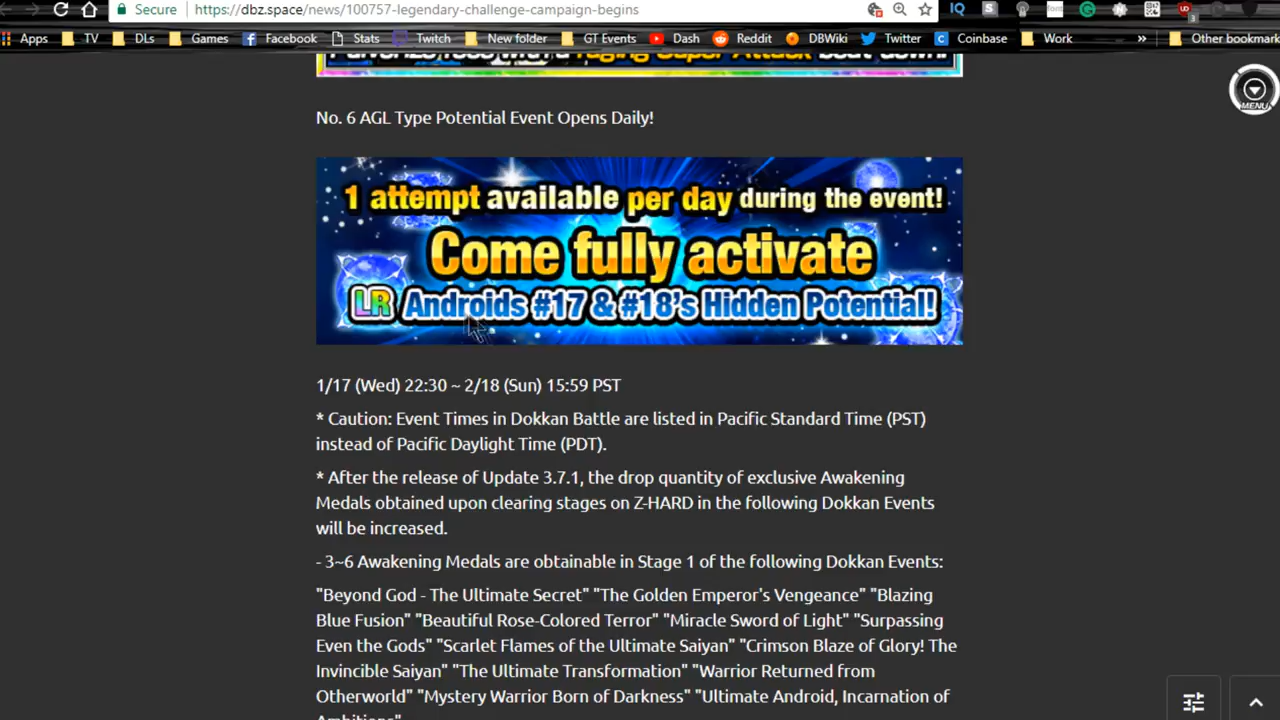 Secure https://dbz.space/news/100757-legendary-challenge-campaign-begins
Apps TV DLs Games Facebook Stats Twitch New folder GT Events Dash Reddit DBWiki Twitter Coinbase Work » Other bookmark
No. 6 AGL Type Potential Event Opens Daily!
1 attempt available per day during the event!
Come fully activate
LR Androids #17 & #18's Hidden Potential!
MENU
1/17 (Wed) 22:30 ~ 2/18 (Sun) 15:59 PST
* Caution: Event Times in Dokkan Battle are listed in Pacific Standard Time (PST)
instead of Pacific Daylight Time (PDT).
* After the release of Update 3.7.1, the drop quantity of exclusive Awakening
Medals obtained upon clearing stages on Z-HARD in the following Dokkan Events
will be increased.
- 3~6 Awakening Medals are obtainable in Stage 1 of the following Dokkan Events:
"Beyond God - The Ultimate Secret" "The Golden Emperor's Vengeance" "Blazing
Blue Fusion" "Beautiful Rose-Colored Terror" "Miracle Sword of Light" "Surpassing
Even the Gods" "Scarlet Flames of the Ultimate Saiyan" "Crimson Blaze of Glory! The
Invincible Saiyan" "The Ultimate Transformation" "Warrior Returned from
Otherworld" "Mystery Warrior Born of Darkness" "Ultimate Android, Incarnation of
Ambitions"